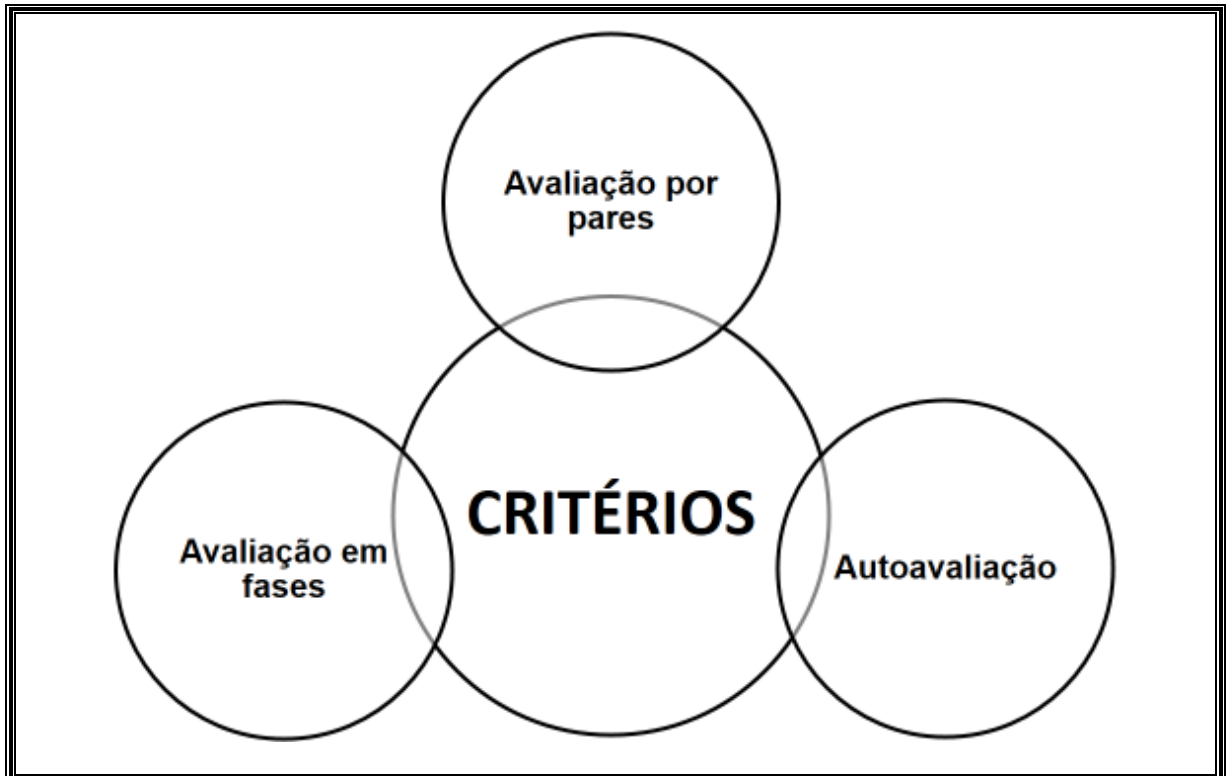 Avaliação por
pares
CRITÉRIOS
Avaliação em
fases
Autoavaliação